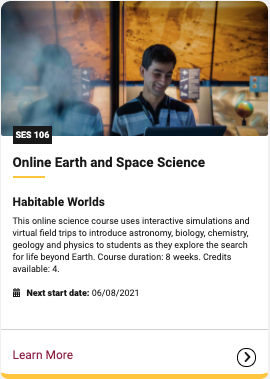 SES 106
Online Earth and Space Science
Habitable Worlds
This online science course uses interactive simulations and
virtual field trips to introduce astronomy, biology, chemistry,
geology and physics to students as they explore the search
for life beyond Earth. Course duration: 8 weeks. Credits
available: 4.
Next start date: 06/08/2021
Learn More